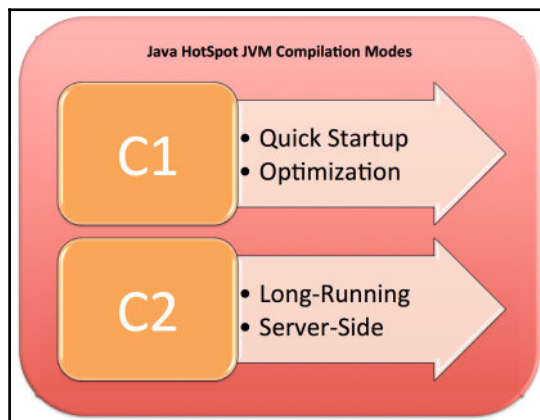 Java HotSpot JVM Compilation Modes
C1
• Quick Startup
• Optimization
C2
• Long-Running
• Server-Side